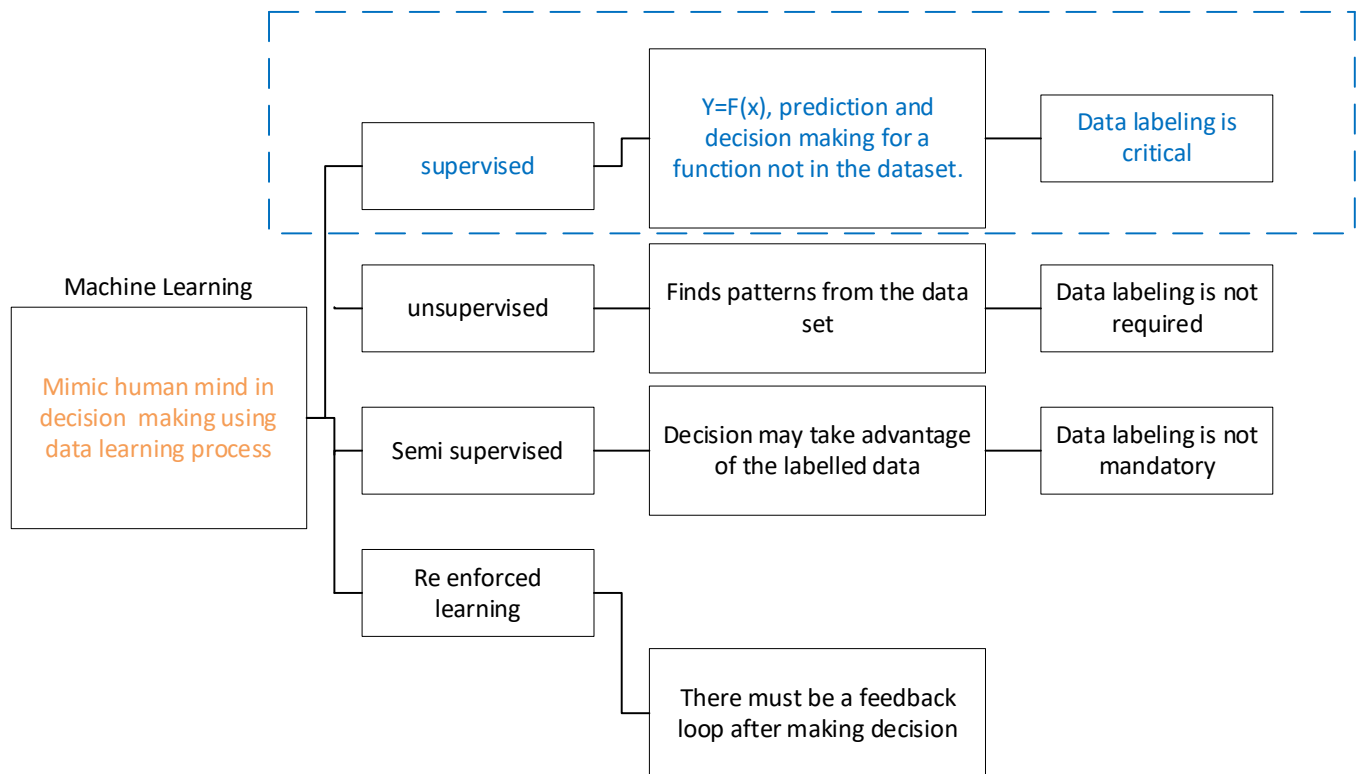 Machine Learning
Mimic human mind in
decision making using
data learning process
supervised
Y=F(x), prediction and
decision making for a
function not in the dataset.
Data labeling is
critical
unsupervised
Finds patterns from the data
set
Data labeling is not
required
Semi supervised
Decision may take advantage
of the labelled data
Data labeling is not
mandatory
Re enforced
learning
There must be a feedback
loop after making decision